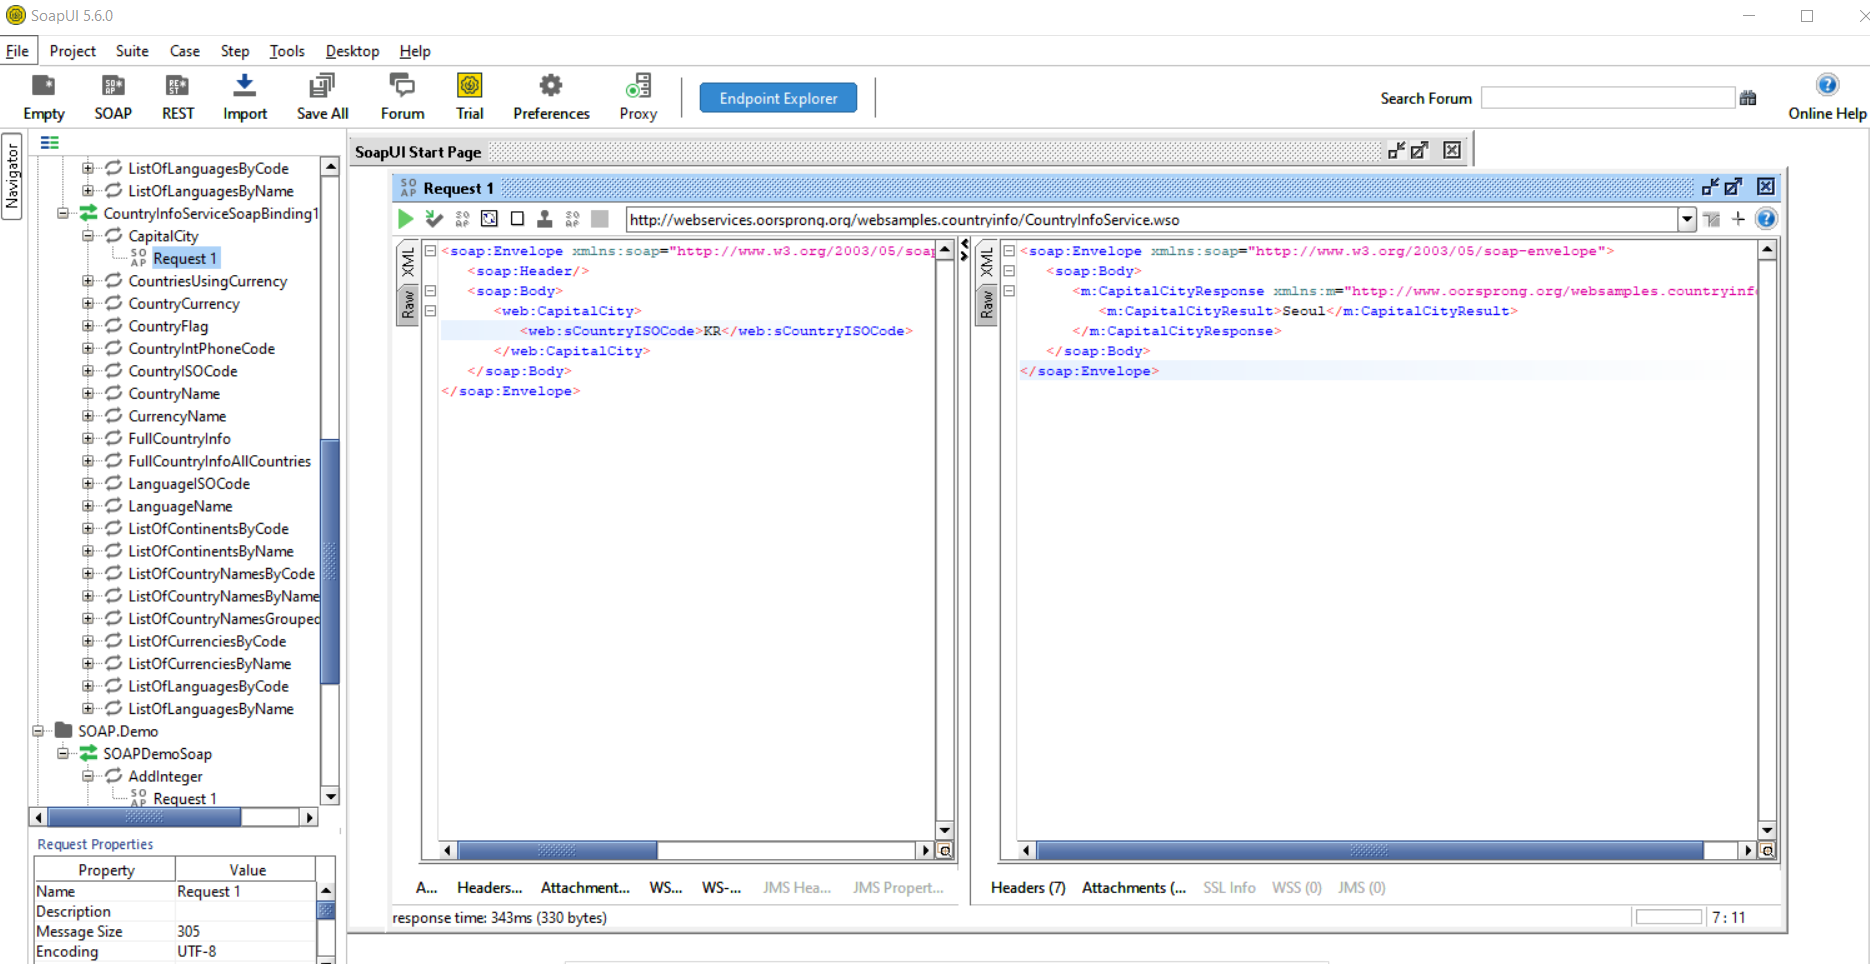 SoapUI 5.6.0
File Project Suite Case Step Tools Desktop Help
Empty SOAP REST Import Save All Forum Trial Preferences Proxy Endpoint Explorer Search Forum Online Help
Navigator
ListOfLanguagesByCode
ListOfLanguagesByName
CountryInfoServiceSoapBinding1
CapitalCity
Request 1
CountriesUsingCurrency
CountryCurrency
CountryFlag
CountryIntPhoneCode
CountryISOCode
CountryName
CurrencyName
FullCountryInfo
FullCountryInfoAllCountries
LanguageISOCode
LanguageName
ListOfContinentsByCode
ListOfContinentsByName
ListOfCountryNamesByCode
ListOfCountryNamesByName
ListOfCountryNamesGrouped
ListOfCurrenciesByCode
ListOfCurrenciesByName
ListOfLanguagesByCode
ListOfLanguagesByName
SOAP.Demo
SOAPDemoSoap
AddInteger
Request 1
Request Properties
Property Value
Name Request 1
Description
Message Size 305
Encoding UTF-8
SoapUI Start Page
Request 1
http://webservices.oorsprong.org/websamples.countryinfo/CountryInfoService.wso
XML
Raw
<soap:Envelope xmlns:soap="http://www.w3.org/2003/05/soap
<soap:Header/>
<soap:Body>
<web:CapitalCity>
<web:sCountryISOCode>KR</web:sCountryISOCode>
</web:CapitalCity>
</soap:Body>
</soap:Envelope>
A... Headers... Attachment... WS... WS-... JMS Hea... JMS Propert...
XML
Raw
<soap:Envelope xmlns:soap="http://www.w3.org/2003/05/soap-envelope">
<soap:Body>
<m:CapitalCityResponse xmlns:m="http://www.oorsprong.org/websamples.countryinf
<m:CapitalCityResult>Seoul</m:CapitalCityResult>
</m:CapitalCityResponse>
</soap:Body>
</soap:Envelope>
Headers (7) Attachments (... SSL Info WSS (0) JMS (0)
response time: 343ms (330 bytes) 7 : 11